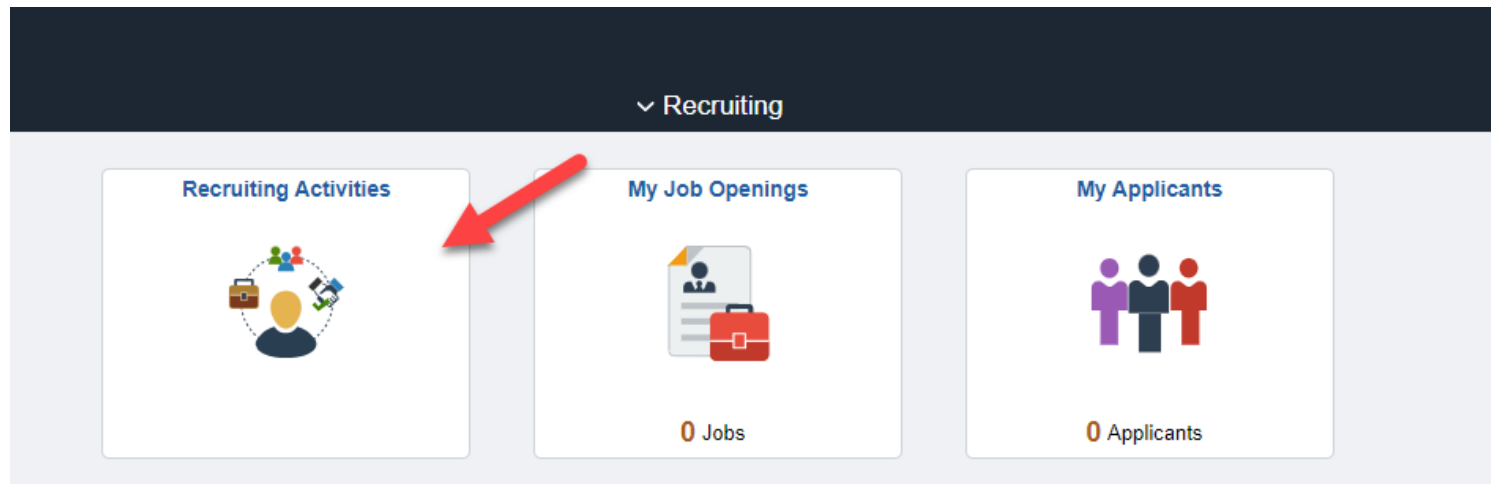 Recruiting
Recruiting Activities
My Job Openings
My Applicants
0 Jobs
0 Applicants